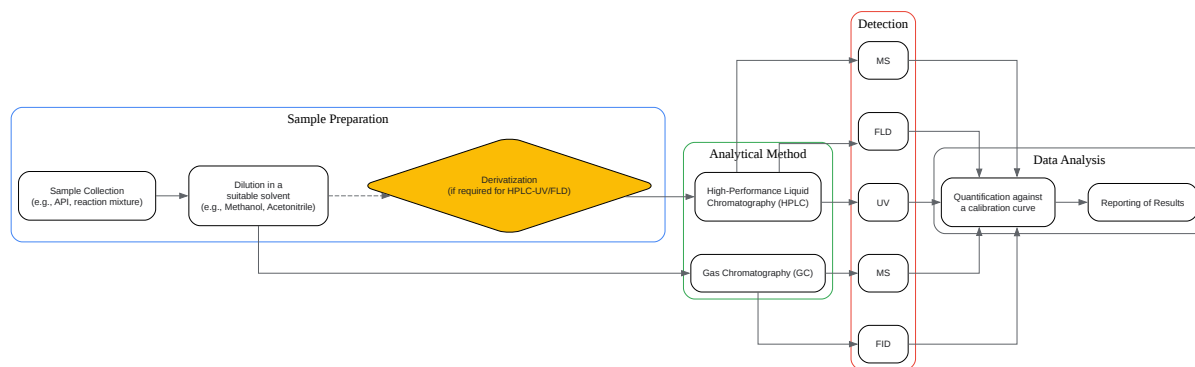 Sample Preparation
Sample Collection
(e.g., API, reaction mixture)
Dilution in a
suitable solvent
(e.g., Methanol, Acetonitrile)
Derivatization
(if required for HPLC-UV/FLD)
Analytical Method
High-Performance Liquid
Chromatography (HPLC)
Gas Chromatography (GC)
Detection
MS
FLD
UV
MS
FID
Data Analysis
Quantification against
a calibration curve
Reporting of Results